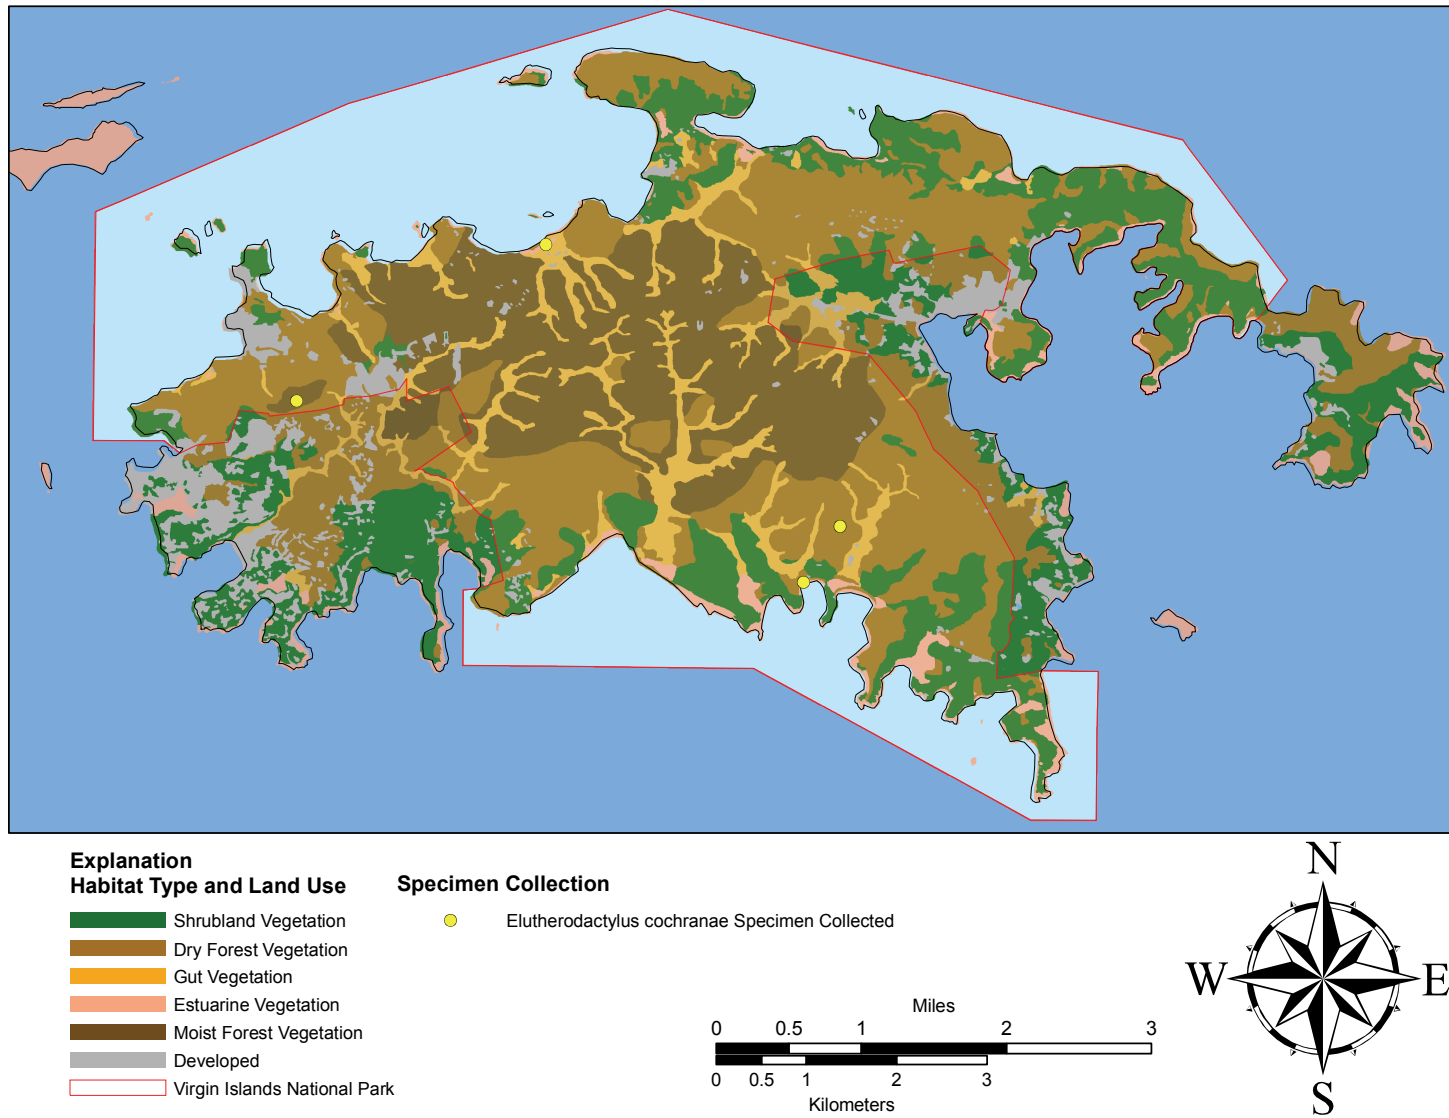 Explanation
Habitat Type and Land Use
Shrubland Vegetation
Dry Forest Vegetation
Gut Vegetation
Estuarine Vegetation
Moist Forest Vegetation
Developed
Virgin Islands National Park
Specimen Collection
Elutherodactylus cochranae Specimen Collected
Miles
0 0.5 1 2 3
0 0.5 1 2 3
Kilometers
N
W E
S